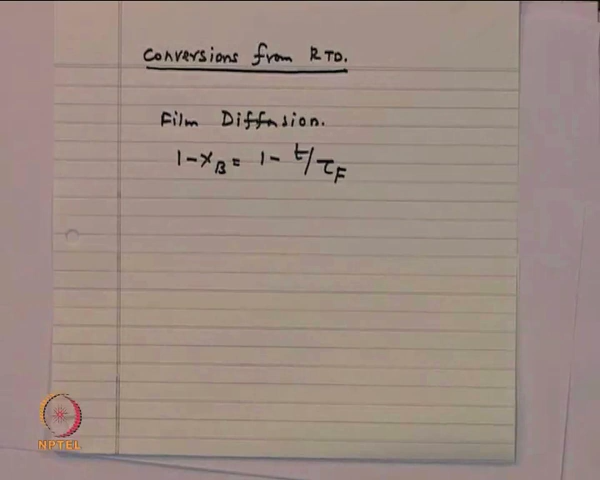 Conversions from RTD.
Film Diffusion.
1-x_B = 1- t/τ_F
NPTEL